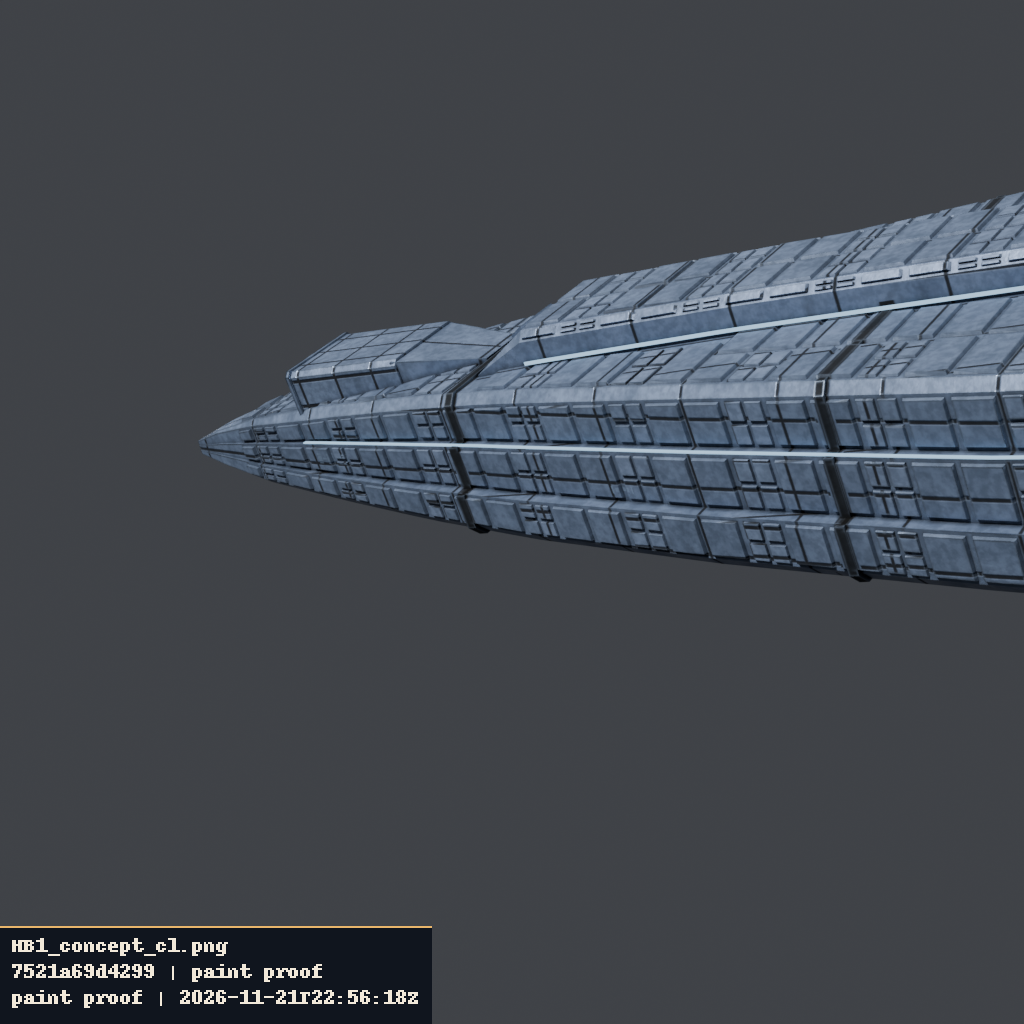 HB1_concept_cl.png
7521a69d4299 | paint proof
paint proof | 2026-11-21T22:56:18Z